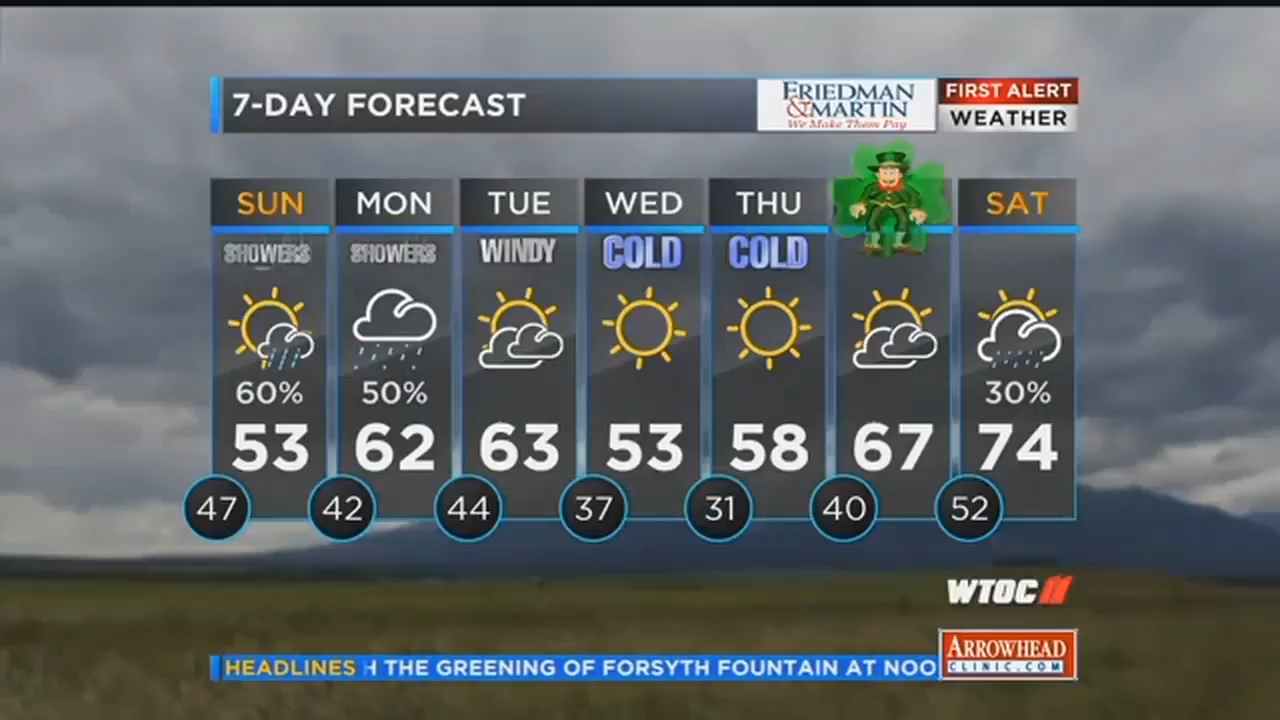 7-DAY FORECAST
FRIEDMAN
&MARTIN
We Make Them Pay
FIRST ALERT
WEATHER
SUN MON TUE WED THU SAT
SHOWERS SHOWERS WINDY COLD COLD
60% 50% 30%
53 62 63 53 58 67 74
47 42 44 37 31 40 52
WTOC 11
HEADLINES H THE GREENING OF FORSYTH FOUNTAIN AT NOO
ARROWHEAD
CLINIC.COM